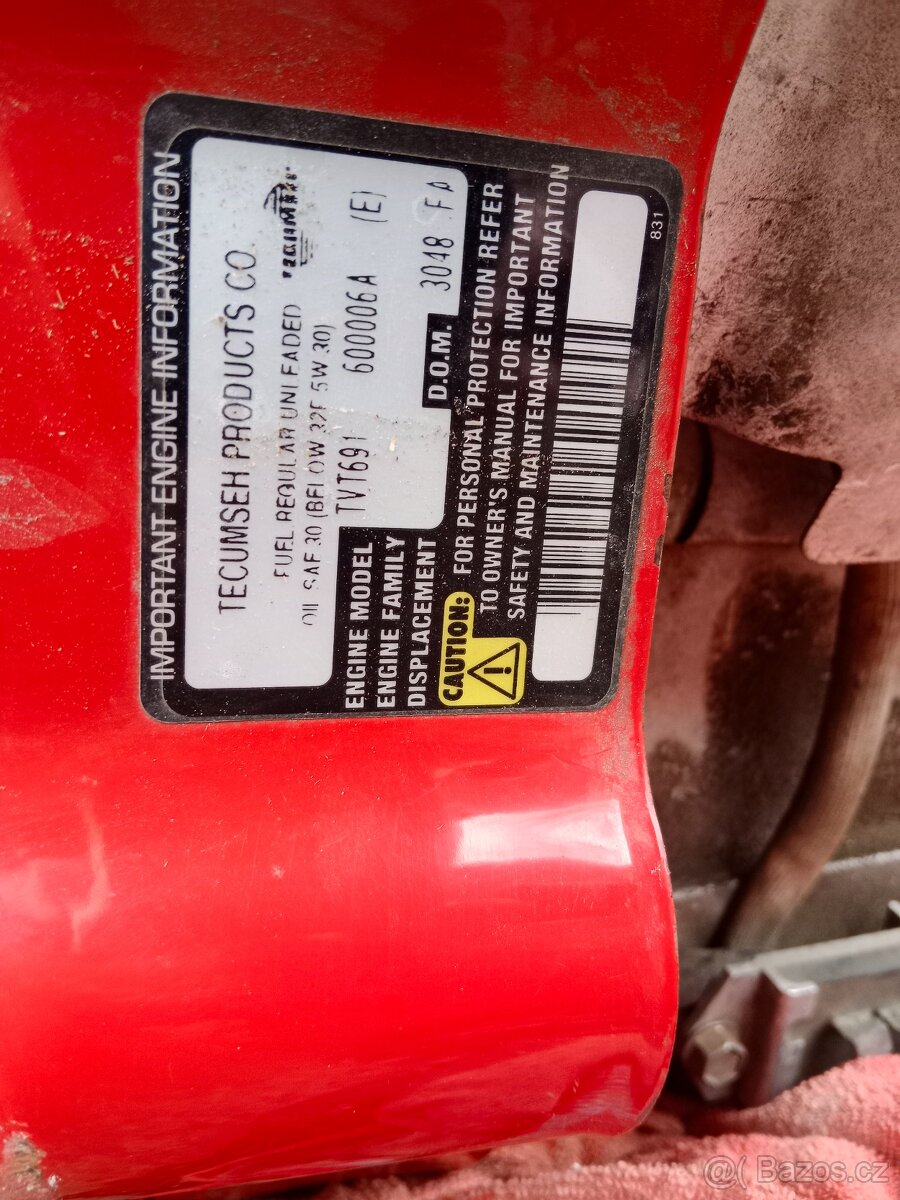 IMPORTANT ENGINE INFORMATION
TECUMSEH PRODUCTS CO.
TECUMSEH
FUEL REGULAR UNLEADED
OIL SAE 30 (BELOW 32F 5W 30)
ENGINE MODEL TVT691 600006A (E)
ENGINE FAMILY
DISPLACEMENT D.O.M. 3048 FA
CAUTION: FOR PERSONAL PROTECTION REFER
TO OWNER'S MANUAL FOR IMPORTANT
SAFETY AND MAINTENANCE INFORMATION
831
Bazos.cz